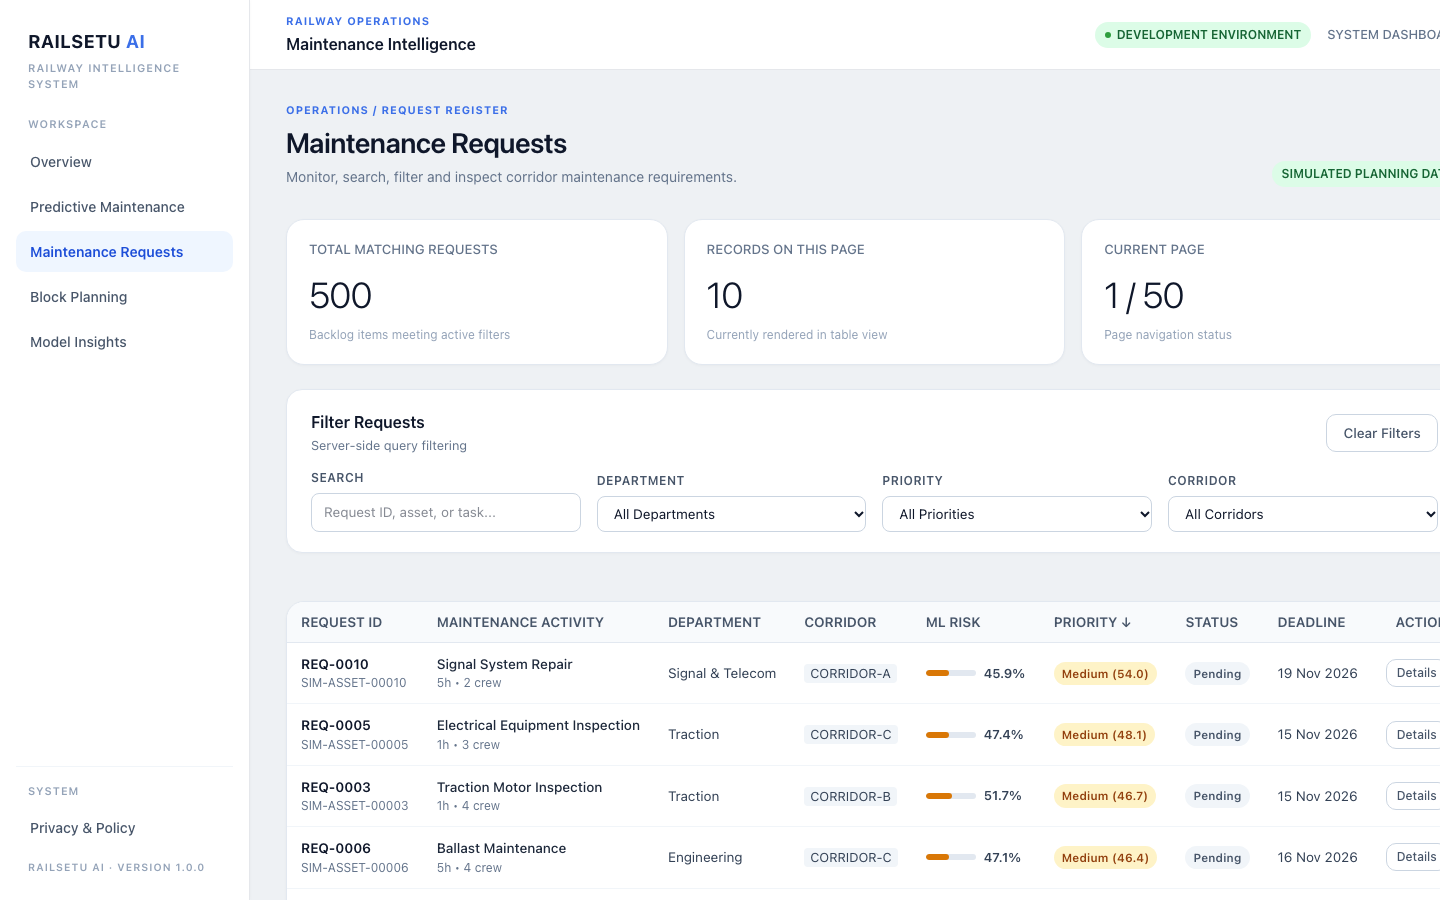 RAILSETU AI
RAILWAY INTELLIGENCE
SYSTEM
WORKSPACE
Overview
Predictive Maintenance
Maintenance Requests
Block Planning
Model Insights
SYSTEM
Privacy & Policy
RAILSETU AI · VERSION 1.0.0
RAILWAY OPERATIONS
Maintenance Intelligence
DEVELOPMENT ENVIRONMENT
SYSTEM DASHBOA
OPERATIONS / REQUEST REGISTER
Maintenance Requests
Monitor, search, filter and inspect corridor maintenance requirements.
SIMULATED PLANNING DAT
TOTAL MATCHING REQUESTS
500
Backlog items meeting active filters
RECORDS ON THIS PAGE
10
Currently rendered in table view
CURRENT PAGE
1 / 50
Page navigation status
Filter Requests
Server-side query filtering
Clear Filters
SEARCH
Request ID, asset, or task...
DEPARTMENT
All Departments
PRIORITY
All Priorities
CORRIDOR
All Corridors
REQUEST ID MAINTENANCE ACTIVITY DEPARTMENT CORRIDOR ML RISK PRIORITY ↓ STATUS DEADLINE ACTIO
REQ-0010 Signal System Repair Signal & Telecom CORRIDOR-A 45.9% Medium (54.0) Pending 19 Nov 2026 Details
SIM-ASSET-00010 5h • 2 crew
REQ-0005 Electrical Equipment Inspection Traction CORRIDOR-C 47.4% Medium (48.1) Pending 15 Nov 2026 Details
SIM-ASSET-00005 1h • 3 crew
REQ-0003 Traction Motor Inspection Traction CORRIDOR-B 51.7% Medium (46.7) Pending 15 Nov 2026 Details
SIM-ASSET-00003 1h • 4 crew
REQ-0006 Ballast Maintenance Engineering CORRIDOR-C 47.1% Medium (46.4) Pending 16 Nov 2026 Details
SIM-ASSET-00006 5h • 4 crew